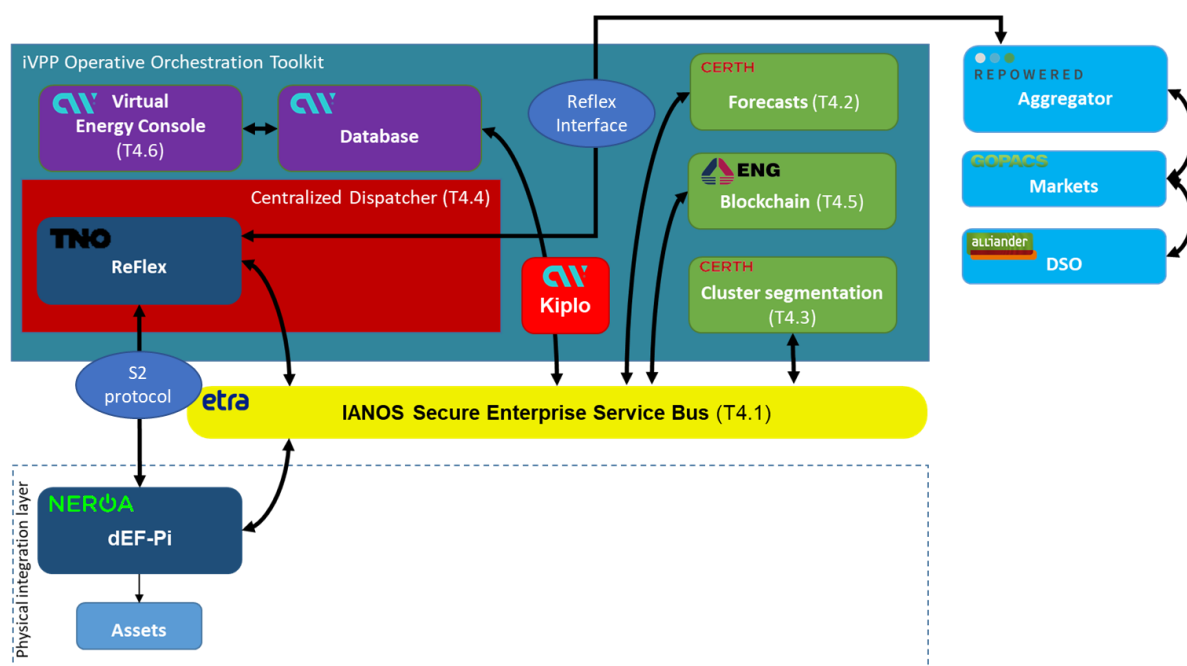 iVPP Operative Orchestration Toolkit
Virtual
Energy Console
(T4.6)
Database
Reflex
Interface
CERTH
Forecasts (T4.2)
REPOWERED
Aggregator
ENG
Blockchain (T4.5)
GOPACS
Markets
Centralized Dispatcher (T4.4)
TNO
ReFlex
Kiplo
CERTH
Cluster segmentation
(T4.3)
alliander
DSO
S2
protocol
etra
IANOS Secure Enterprise Service Bus (T4.1)
Physical integration layer
NEROA
dEF-Pi
Assets